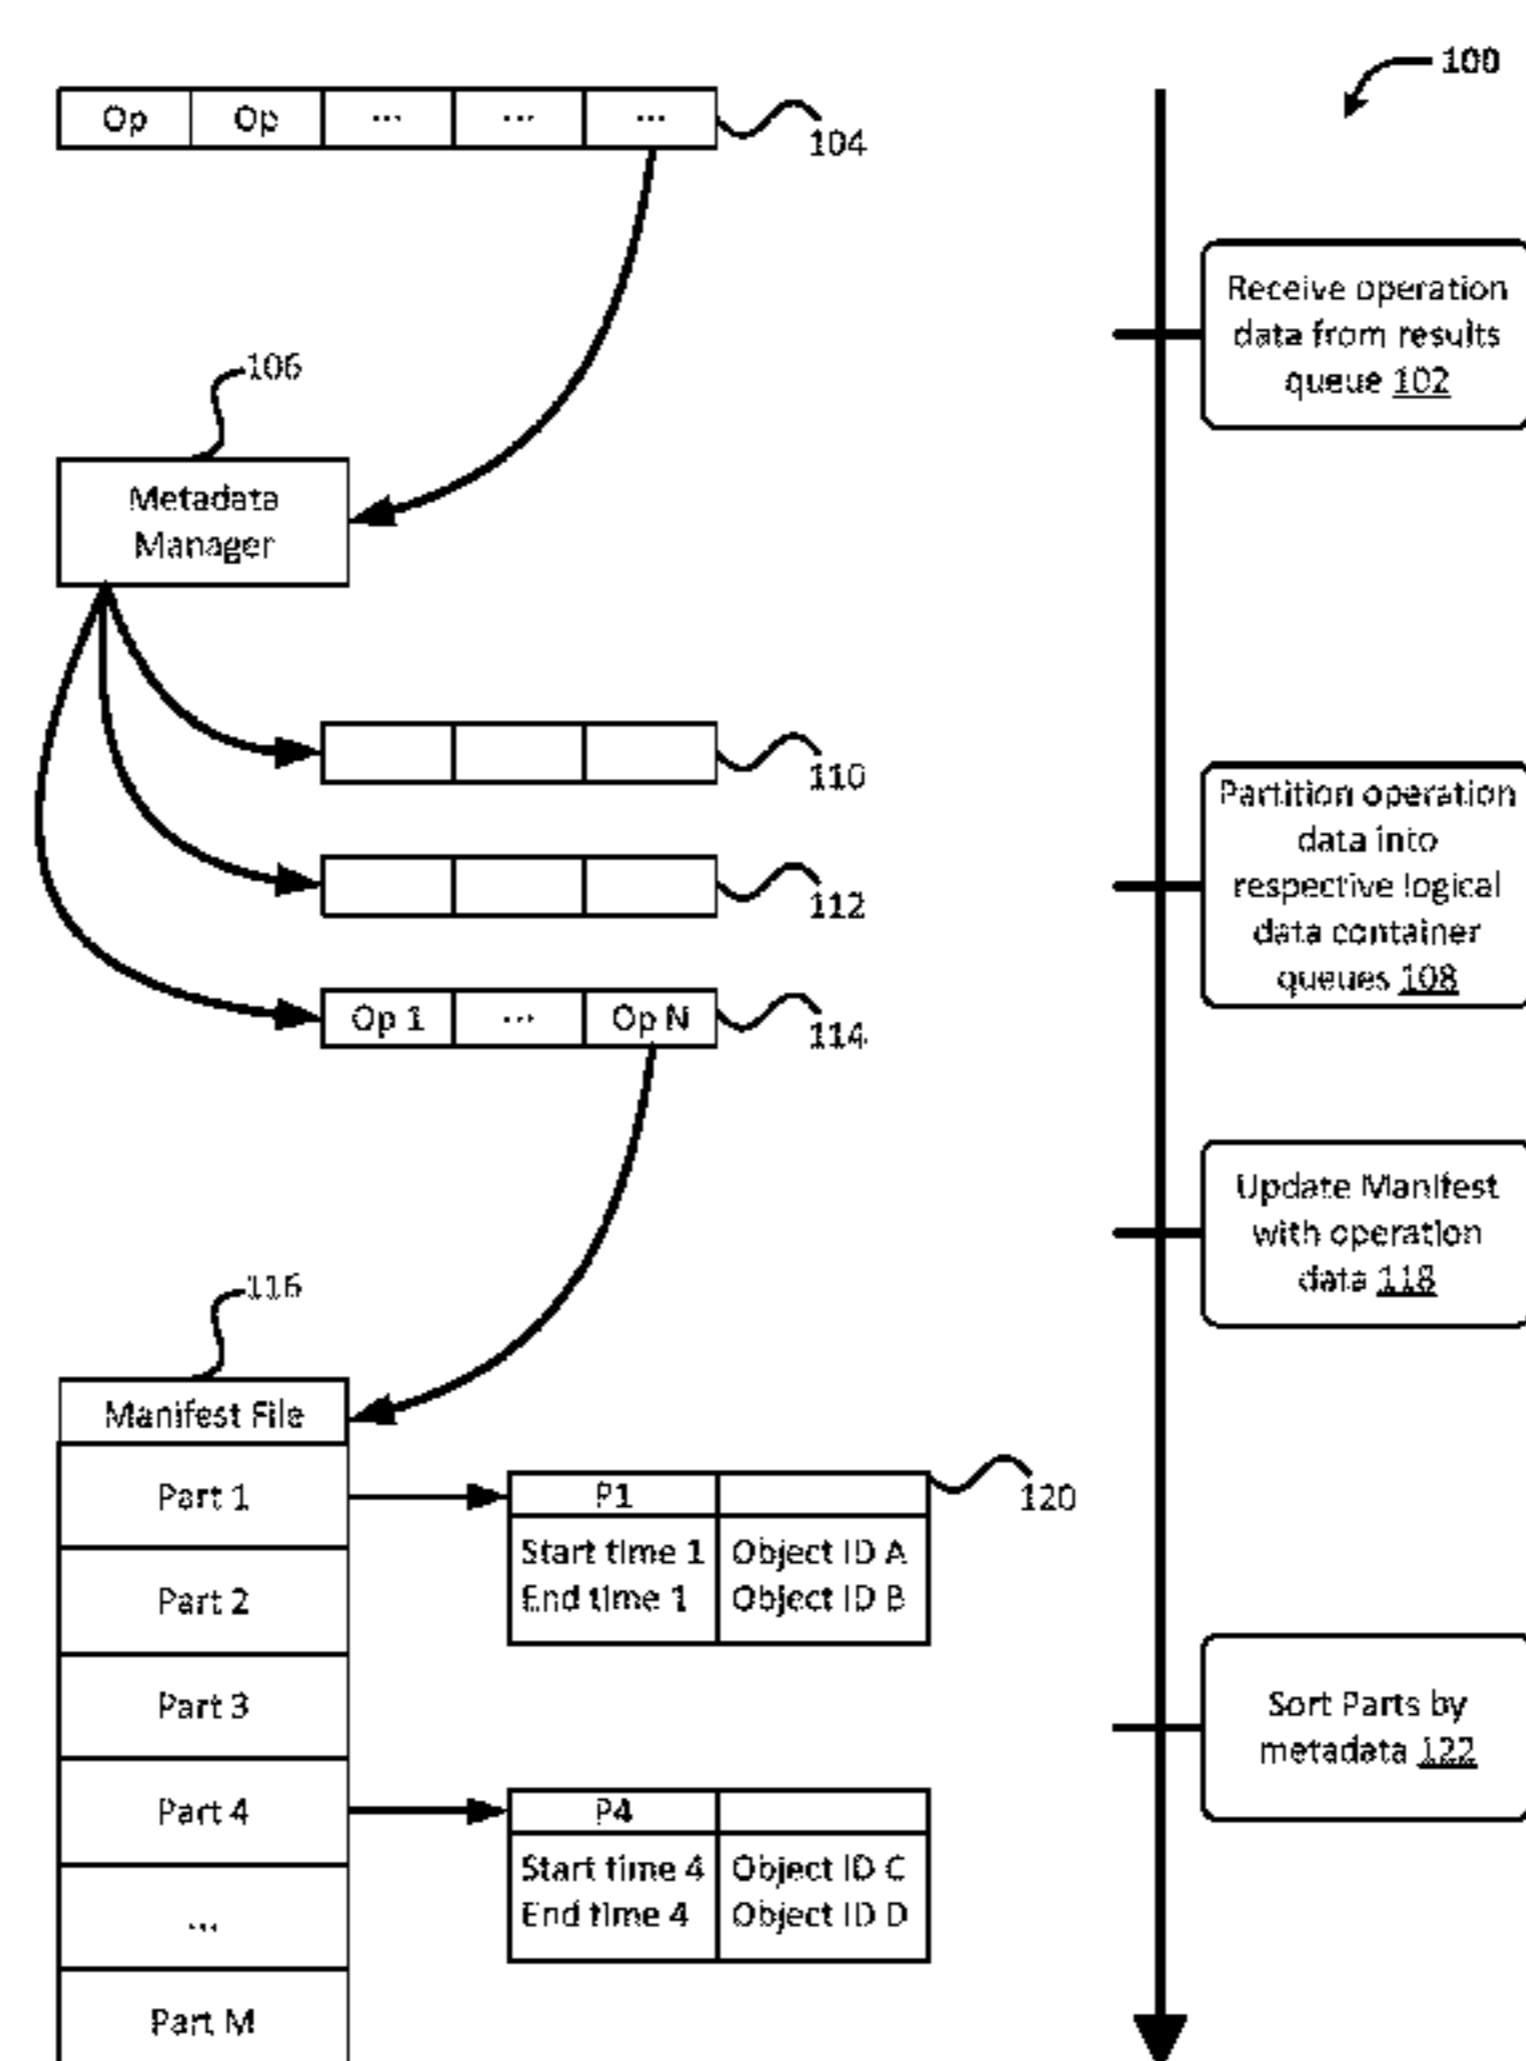 100
Op Op ... ... ...
104
Receive operation
data from results
queue 102
106
Metadata
Manager
110
Partition operation
data into
respective logical
data container
queues 108
112
Op 1 ... Op N
114
Update Manifest
with operation
data 118
116
Manifest File
Part 1
P1
120
Start time 1 Object ID A
End time 1 Object ID B
Part 2
Part 3
Sort Parts by
metadata 122
Part 4
P4
Start time 4 Object ID C
End time 4 Object ID D
...
Part M